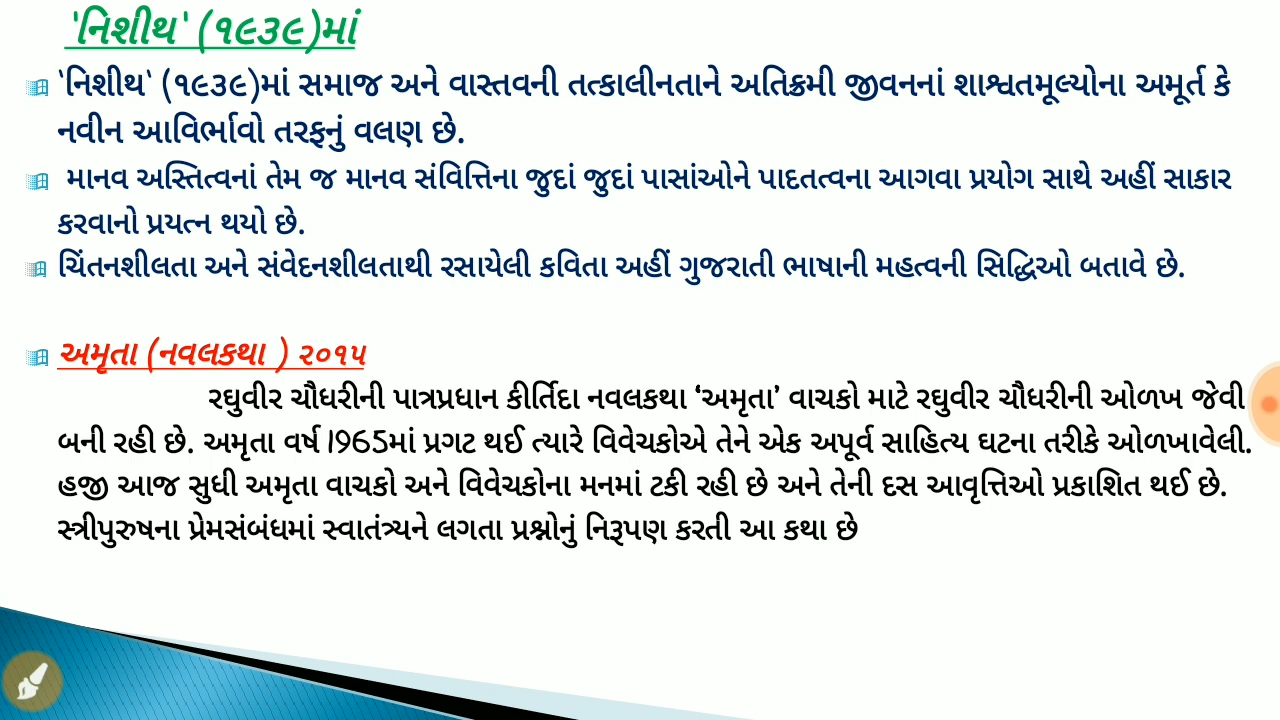 'નિશીથ' (૧૯૩૯)માં
'નિશીથ' (૧૯૩૯)માં સમાજ અને વાસ્તવની તત્કાલીનતાને અતિક્રમી જીવનનાં શાશ્વતમૂલ્યોના અમૂર્ત કે
નવીન આવિર્ભાવો તરફનું વલણ છે.
માનવ અસ્તિત્વનાં તેમ જ માનવ સંવિત્તિના જુદાં જુદાં પાસાંઓને પાદતત્વના આગવા પ્રયોગ સાથે અહીં સાકાર
કરવાનો પ્રયત્ન થયો છે.
ચિંતનશીલતા અને સંવેદનશીલતાથી રસાયેલી કવિતા અહીં ગુજરાતી ભાષાની મહત્વની સિદ્ધિઓ બતાવે છે.
અમૃતા (નવલકથા ) ૨૦૧૫
રઘુવીર ચૌધરીની પાત્રપ્રધાન કીર્તિદા નવલકથા ‘અમૃતા’ વાચકો માટે રઘુવીર ચૌધરીની ઓળખ જેવી
બની રહી છે. અમૃતા વર્ષ 1965માં પ્રગટ થઈ ત્યારે વિવેચકોએ તેને એક અપૂર્વ સાહિત્ય ઘટના તરીકે ઓળખાવેલી.
હજી આજ સુધી અમૃતા વાચકો અને વિવેચકોના મનમાં ટકી રહી છે અને તેની દસ આવૃત્તિઓ પ્રકાશિત થઈ છે.
સ્ત્રીપુરુષના પ્રેમસંબંધમાં સ્વાતંત્ર્યને લગતા પ્રશ્નોનું નિરૂપણ કરતી આ કથા છે